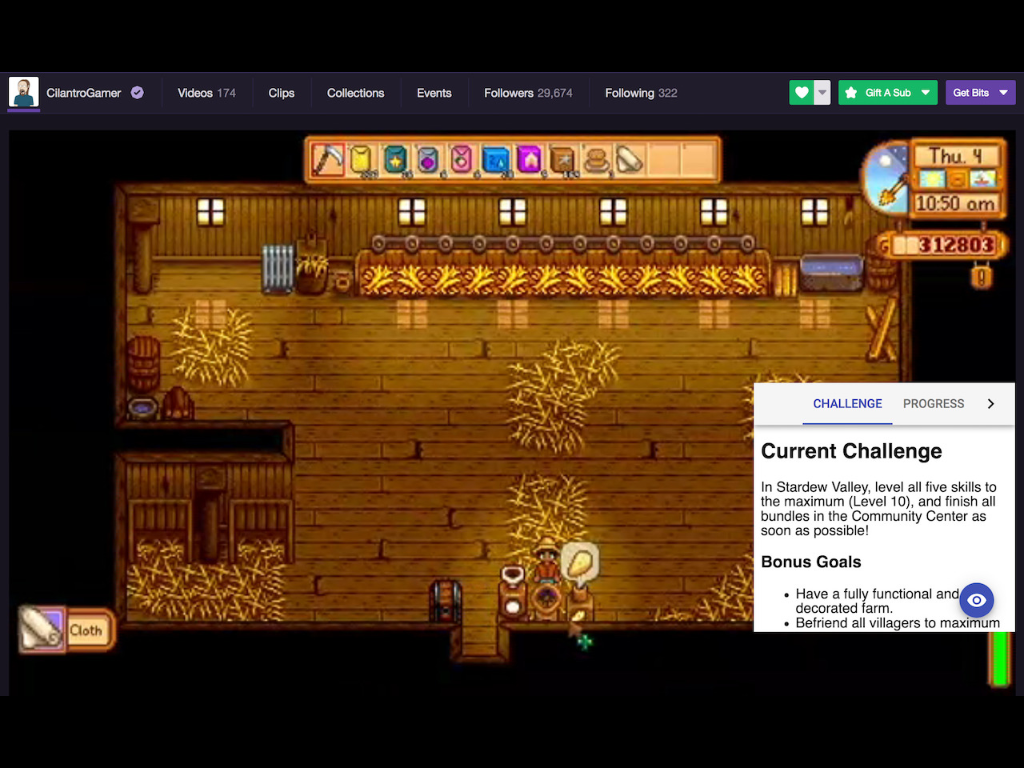 CilantroGamer
Videos 174
Clips
Collections
Events
Followers 29,674
Following 322
Gift A Sub
Get Bits
Thu. 4
10:50 am
G 312803
!
CHALLENGE
PROGRESS
Current Challenge
In Stardew Valley, level all five skills to
the maximum (Level 10), and finish all
bundles in the Community Center as
soon as possible!
Bonus Goals
• Have a fully functional and
decorated farm.
• Befriend all villagers to maximum
Cloth